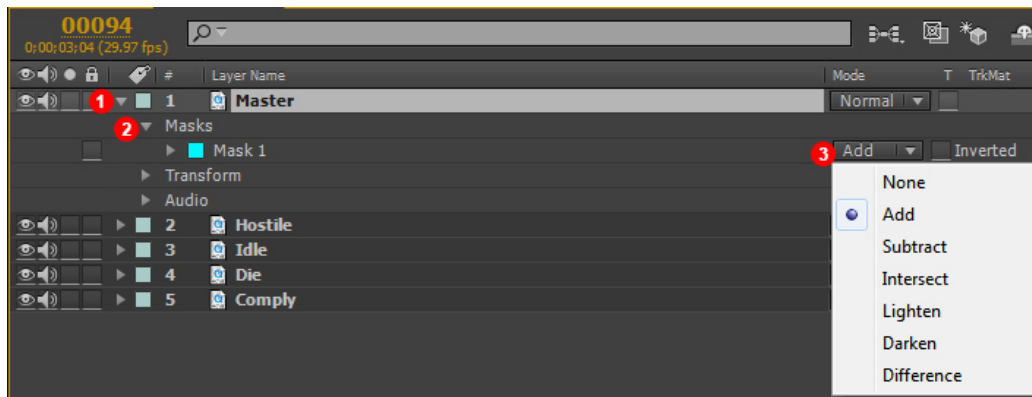 00094
0;00;03;04 (29.97 fps)
# Layer Name Mode T TrkMat
1 1 Master Normal
2 Masks
Mask 1 3 Add Inverted
Transform
Audio
2 Hostile
3 Idle
4 Die
5 Comply
None
Add
Subtract
Intersect
Lighten
Darken
Difference